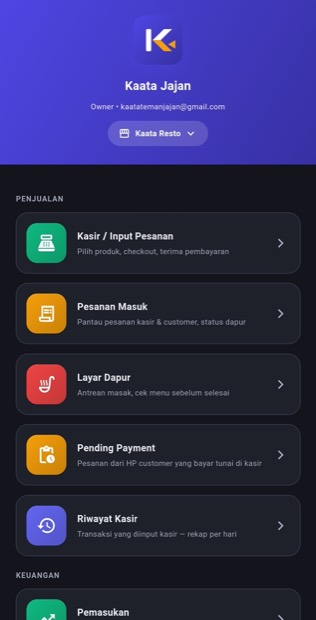 Kaata Jajan
Owner • kaatatemanjajan@gmail.com
Kaata Resto
PENJUALAN
Kasir / Input Pesanan
Pilih produk, checkout, terima pembayaran
Pesanan Masuk
Pantau pesanan kasir & customer, status dapur
Layar Dapur
Antrean masak, cek menu sebelum selesai
Pending Payment
Pesanan dari HP customer yang bayar tunai di kasir
Riwayat Kasir
Transaksi yang diinput kasir — rekap per hari
KEUANGAN
Pemasukan